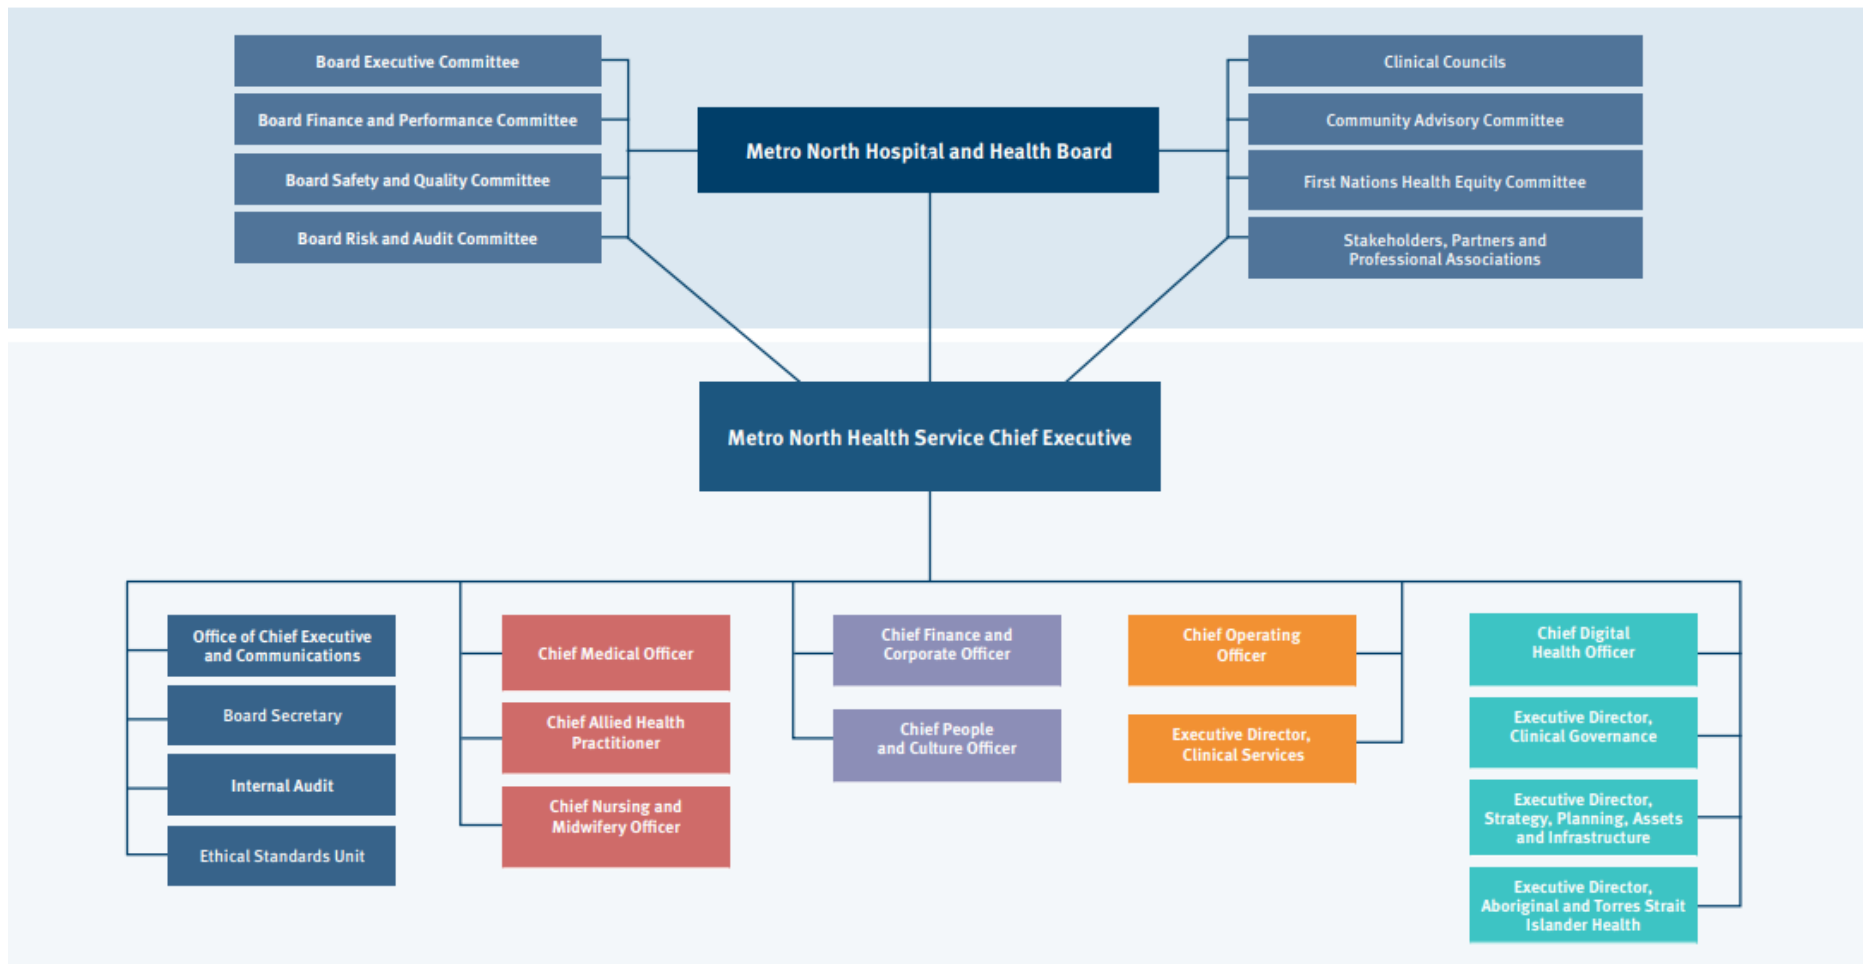 Board Executive Committee
Board Finance and Performance Committee
Board Safety and Quality Committee
Board Risk and Audit Committee
Metro North Hospital and Health Board
Clinical Councils
Community Advisory Committee
First Nations Health Equity Committee
Stakeholders, Partners and
Professional Associations
Metro North Health Service Chief Executive
Office of Chief Executive
and Communications
Board Secretary
Internal Audit
Ethical Standards Unit
Chief Medical Officer
Chief Allied Health
Practitioner
Chief Nursing and
Midwifery Officer
Chief Finance and
Corporate Officer
Chief People
and Culture Officer
Chief Operating
Officer
Executive Director,
Clinical Services
Chief Digital
Health Officer
Executive Director,
Clinical Governance
Executive Director,
Strategy, Planning, Assets
and Infrastructure
Executive Director,
Aboriginal and Torres Strait
Islander Health